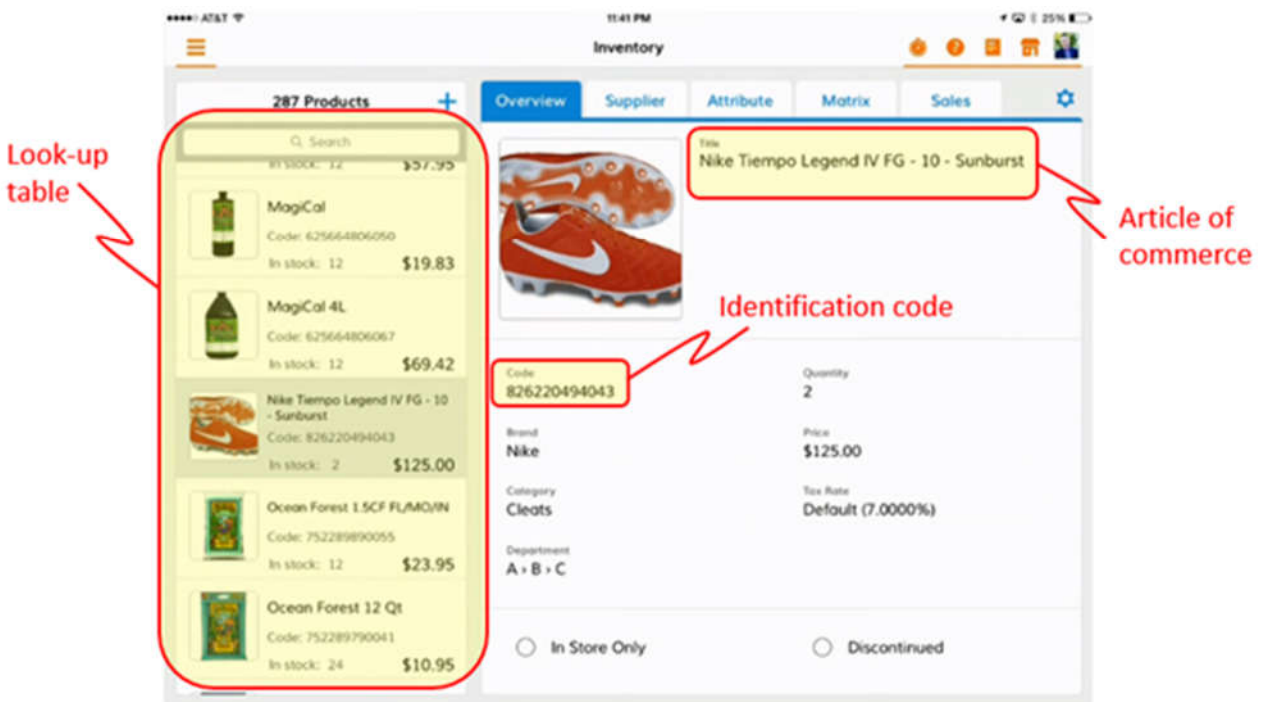 AT&T
11:41 PM
25%
Inventory
287 Products
+
Overview
Supplier
Attribute
Matrix
Sales
Look-up
table
Search
In stock: 12 $57.95
MagiCal
Code: 625664806050
In stock: 12 $19.83
MagiCal 4L
Code: 625664806067
In stock: 12 $69.42
Nike Tiempo Legend IV FG - 10
- Sunburst
Code: 826220494043
In stock: 2 $125.00
Ocean Forest 1.5CF FL/MO/IN
Code: 752289890055
In stock: 12 $23.95
Ocean Forest 12 Qt
Code: 752289790041
In stock: 24 $10.95
Title
Nike Tiempo Legend IV FG - 10 - Sunburst
Article of
commerce
Identification code
Code
826220494043
Quantity
2
Brand
Nike
Price
$125.00
Category
Cleats
Tax Rate
Default (7.0000%)
Department
A › B › C
In Store Only
Discontinued